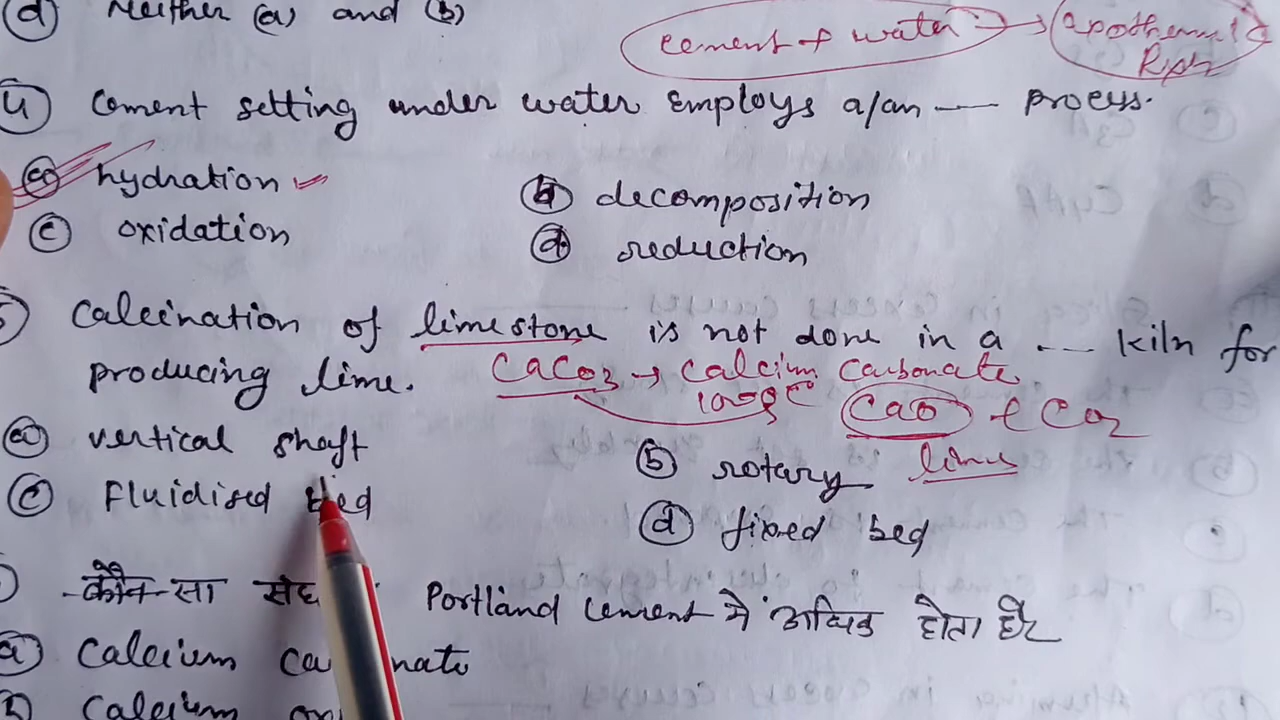 (d) Neither (a) and (b)
cement + water →
4) Cement setting under water employs a/an --- process.
(a) hydration (b) decomposition
(c) oxidation (d) reduction
Calcination of limestone is not done in a --- kiln for
producing lime. CaCO3 → Calcium Carbonate
CaO + CO2
(a) vertical shaft (b) rotary lime
(c) Fluidised bed (d) fixed bed
कौन-सा Portland cement में अधिक होता है
(a) Calcium
(b) Calcium